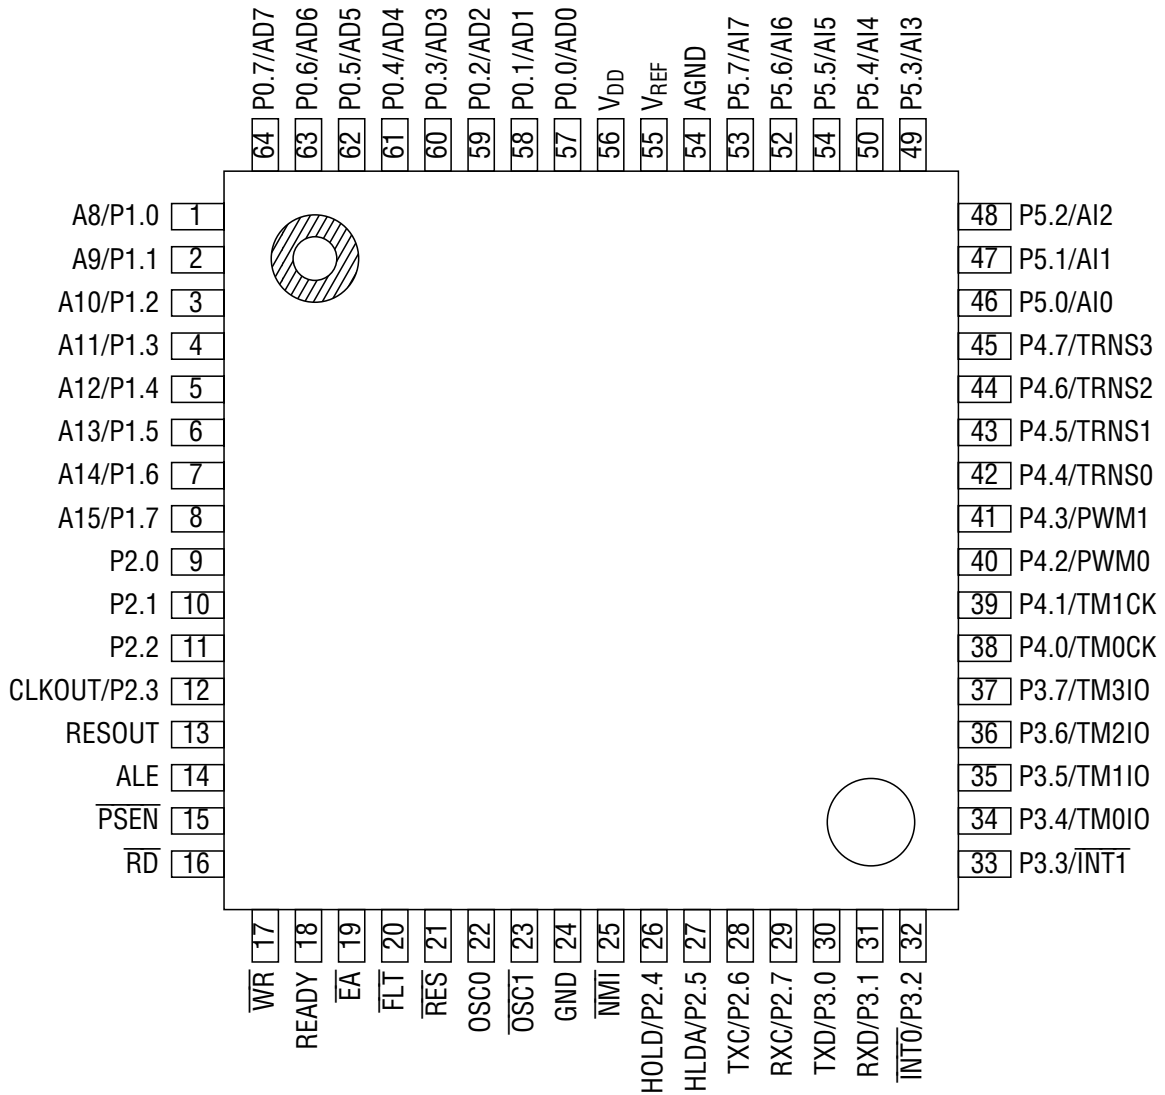 P0.7/AD7
P0.6/AD6
P0.5/AD5
P0.4/AD4
P0.3/AD3
P0.2/AD2
P0.1/AD1
P0.0/AD0
VDD
VREF
AGND
P5.7/AI7
P5.6/AI6
P5.5/AI5
P5.4/AI4
P5.3/AI3
64
63
62
61
60
59
58
57
56
55
54
53
52
54
50
49
A8/P1.0 1
A9/P1.1 2
A10/P1.2 3
A11/P1.3 4
A12/P1.4 5
A13/P1.5 6
A14/P1.6 7
A15/P1.7 8
P2.0 9
P2.1 10
P2.2 11
CLKOUT/P2.3 12
RESOUT 13
ALE 14
PSEN 15
RD 16
48 P5.2/AI2
47 P5.1/AI1
46 P5.0/AI0
45 P4.7/TRNS3
44 P4.6/TRNS2
43 P4.5/TRNS1
42 P4.4/TRNS0
41 P4.3/PWM1
40 P4.2/PWM0
39 P4.1/TM1CK
38 P4.0/TM0CK
37 P3.7/TM3IO
36 P3.6/TM2IO
35 P3.5/TM1IO
34 P3.4/TM0IO
33 P3.3/INT1
17
18
19
20
21
22
23
24
25
26
27
28
29
30
31
32
WR
READY
EA
FLT
RES
OSC0
OSC1
GND
NMI
HOLD/P2.4
HLDA/P2.5
TXC/P2.6
RXC/P2.7
TXD/P3.0
RXD/P3.1
INT0/P3.2